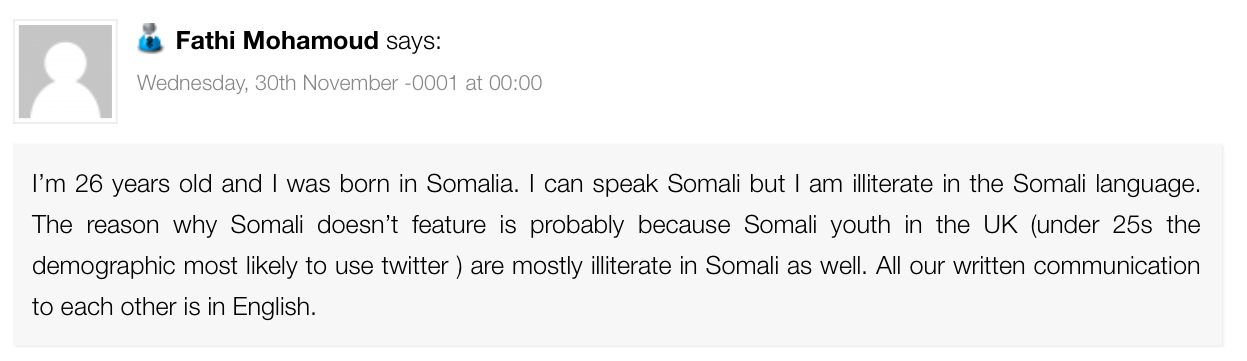 Fathi Mohamoud says:
Wednesday, 30th November -0001 at 00:00
I’m 26 years old and I was born in Somalia. I can speak Somali but I am illiterate in the Somali language.
The reason why Somali doesn’t feature is probably because Somali youth in the UK (under 25s the
demographic most likely to use twitter ) are mostly illiterate in Somali as well. All our written communication
to each other is in English.